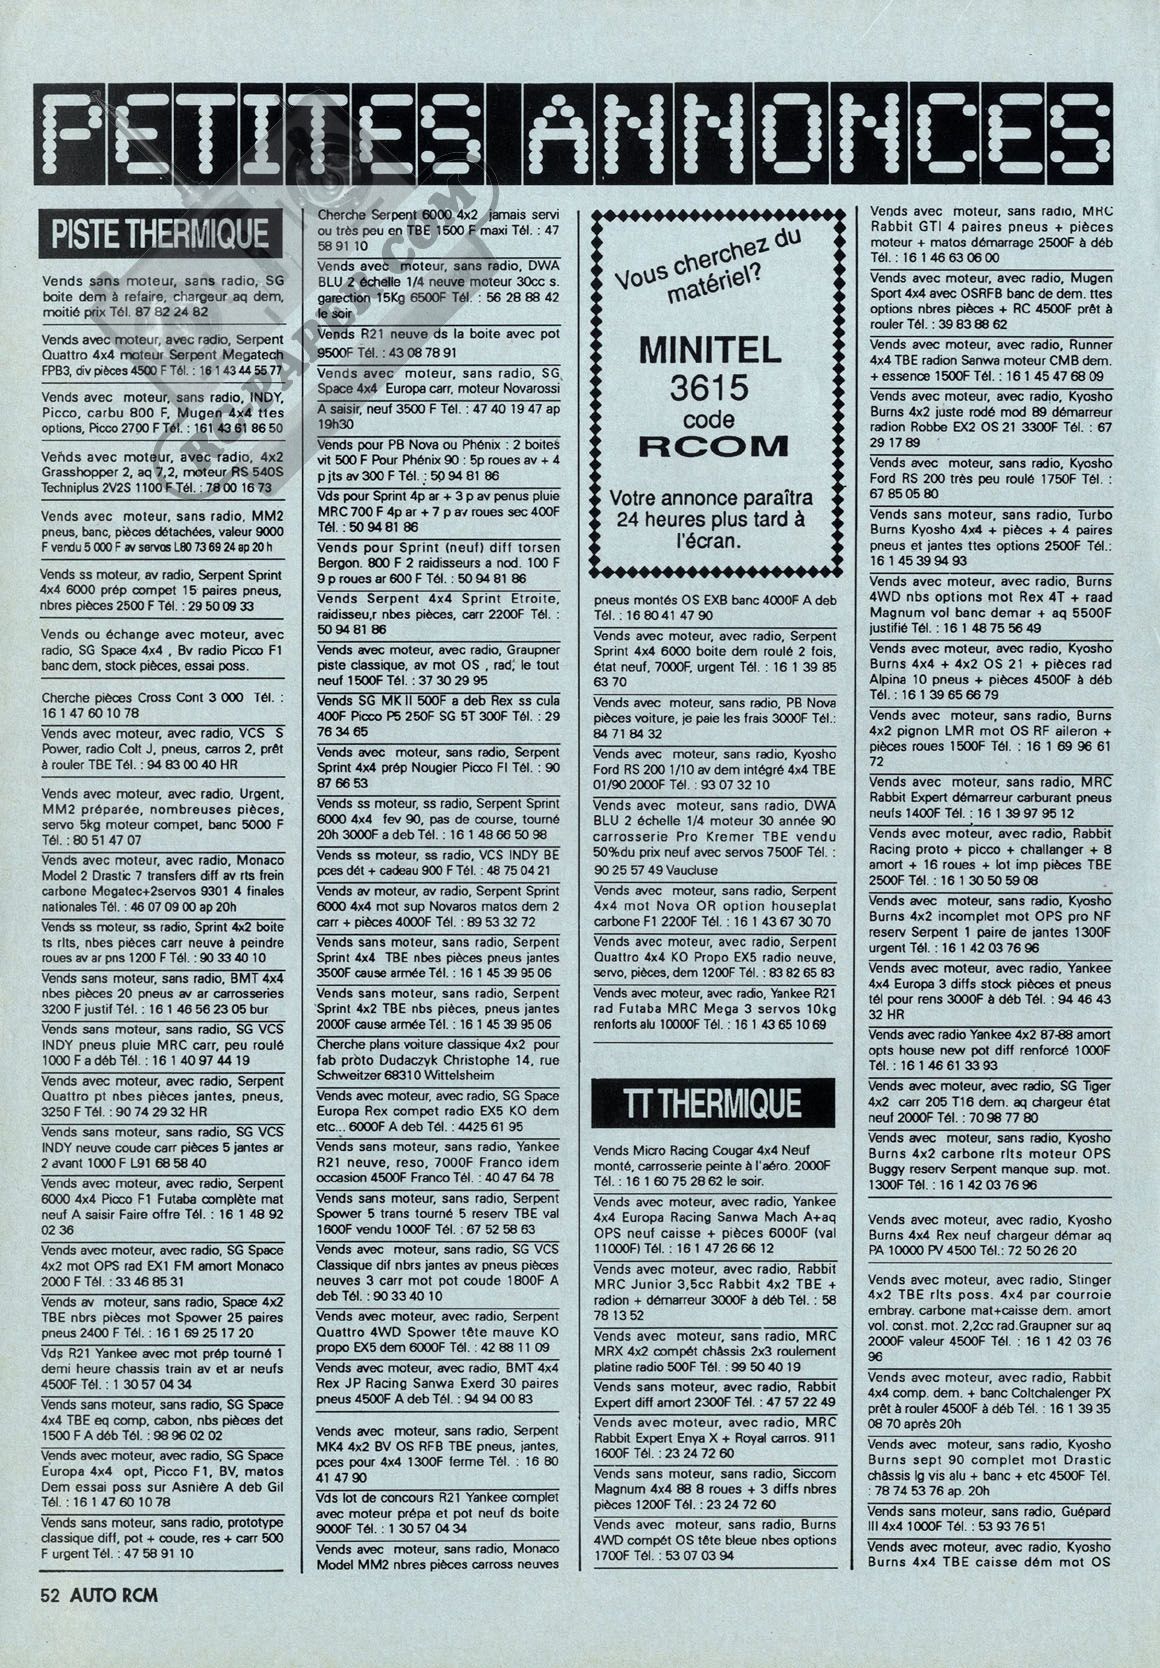 PETITES ANNONCES
PISTE THERMIQUE
Vends sans moteur, sans radio, SG
boite dem à refaire, chargeur aq dem,
moitié prix Tél. 87 82 24 82
Vends avec moteur, avec radio, Serpent
Quattro 4x4 moteur Serpent Megatech
FPB3, div pièces 4500 F Tél. : 16 1 43 44 55 77
Vends avec moteur, sans radio, INDY,
Picco, carbu 800 F, Mugen 4x4 ttes
options, Picco 2700 F Tél. : 161 43 61 86 50
Vends avec moteur, avec radio, 4x2
Grasshopper 2, aq 7,2, moteur RS 540S
Techniplus 2V2S 1100 F Tél. : 78 00 16 73
Vends avec moteur, sans radio, MM2
pneus, banc, pièces détachées, valeur 9000
F vendu 5 000 F av servos L80 73 69 24 ap 20 h
Vends ss moteur, av radio, Serpent Sprint
4x4 6000 prép compet 15 paires pneus,
nbres pièces 2500 F Tél. : 29 50 09 33
Vends ou échange avec moteur, avec
radio, SG Space 4x4 , Bv radio Picco F1
banc dem, stock pièces, essai poss.
Cherche pièces Cross Cont 3 000 Tél. :
16 1 47 60 10 78
Vends avec moteur, avec radio, VCS S
Power, radio Colt J, pneus, carros 2, prêt
à rouler TBE Tél. : 94 83 00 40 HR
Vends avec moteur, avec radio, Urgent,
MM2 préparée, nombreuses pièces,
servo 5kg moteur compet, banc 5000 F
Tél. : 80 51 47 07
Vends avec moteur, avec radio, Monaco
Model 2 Drastic 7 transfers diff av rts frein
carbone Megatec+2servos 9301 4 finales
nationales Tél. : 46 07 09 00 ap 20h
Vends ss moteur, ss radio, Sprint 4x2 boite
ts rlts, nbes pièces carr neuve à peindre
roues av ar pns 1200 F Tél. : 90 33 40 10
Vends sans moteur, sans radio, BMT 4x4
nbes pièces 20 pneus av ar carrosseries
3200 F justif Tél. : 16 1 46 56 23 05 bur
Vends sans moteur, sans radio, SG VCS
INDY pneus pluie MRC carr, peu roulé
1000 F a déb Tél. : 16 1 40 97 44 19
Vends avec moteur, avec radio, Serpent
Quattro pt nbes pièces jantes, pneus,
3250 F Tél. : 90 74 29 32 HR
Vends sans moteur, sans radio, SG VCS
INDY neuve coude carr pièces 5 jantes ar
2 avant 1000 F L91 68 58 40
Vends avec moteur, avec radio, Serpent
6000 4x4 Picco F1 Futaba complète mat
neuf A saisir Faire offre Tél. : 16 1 48 92
02 36
Vends avec moteur, avec radio, SG Space
4x2 mot OPS rad EX1 FM amort Monaco
2000 F Tél. : 33 46 85 31
Vends av moteur, sans radio, Space 4x2
TBE nbrs pièces mot Spower 25 paires
pneus 2400 F Tél. : 16 1 69 25 17 20
Vds R21 Yankee avec mot prép tourné 1
demi heure chassis train av et ar neufs
4500F Tél. : 1 30 57 04 34
Vends sans moteur, sans radio, SG Space
4x4 TBE eq comp, cabon, nbs pièces det
1500 F A déb Tél. : 98 96 02 02
Vends avec moteur, avec radio, SG Space
Europa 4x4 opt, Picco F1, BV, matos
Dem essai poss sur Asnière A deb Gil
Tél. : 16 1 47 60 10 78
Vends sans moteur, sans radio, prototype
classique diff, pot + coude, res + carr 500
F urgent Tél. : 47 58 91 10
Cherche Serpent 6000 4x2 jamais servi
ou très peu en TBE 1500 F maxi Tél. : 47
58 91 10
Vends avec moteur, sans radio, DWA
BLU 2 échelle 1/4 neuve moteur 30cc s.
garection 15Kg 6500F Tél. : 56 28 88 42
le soir
Vends R21 neuve ds la boite avec pot
9500F Tél. : 43 08 78 91
Vends avec moteur, sans radio, SG
Space 4x4 Europa carr, moteur Novarossi
A saisir, neuf 3500 F Tél. : 47 40 19 47 ap
19h30
Vends pour PB Nova ou Phénix : 2 boites
vit 500 F Pour Phénix 90 : 5p roues av + 4
p jts av 300 F Tél. : 50 94 81 86
Vds pour Sprint 4p ar + 3 p av penus pluie
MRC 700 F 4p ar + 7 p av roues sec 400F
Tél. : 50 94 81 86
Vends pour Sprint (neuf) diff torsen
Bergon. 800 F 2 raidisseurs a nod. 100 F
9 p roues ar 600 F Tél. : 50 94 81 86
Vends Serpent 4x4 Sprint Etroite,
raidisseu,r nbes pièces, carr 2200F Tél. :
50 94 81 86
Vends avec moteur, avec radio, Graupner
piste classique, av mot OS , rad, le tout
neuf 1500F Tél. : 37 30 29 95
Vends SG MK II 500F a deb Rex ss cula
400F Picco P5 250F SG 5T 300F Tél. : 29
76 34 65
Vends avec moteur, sans radio, Serpent
Sprint 4x4 prép Nougier Picco FI Tél. : 90
87 66 53
Vends ss moteur, ss radio, Serpent Sprint
6000 4x4 fev 90, pas de course, tourné
20h 3000F a deb Tél. : 16 1 48 66 50 98
Vends ss moteur, ss radio, VCS INDY BE
pces dét + cadeau 900 F Tél. : 48 75 04 21
Vends av moteur, av radio, Serpent Sprint
6000 4x4 mot sup Novaros matos dem 2
carr + pièces 4000F Tél. : 89 53 32 72
Vends sans moteur, sans radio, Serpent
Sprint 4x4 TBE nbes pièces pneus jantes
3500F cause armée Tél. : 16 1 45 39 95 06
Vends sans moteur, sans radio, Serpent
Sprint 4x2 TBE nbs pièces, pneus jantes
2000F cause armée Tél. : 16 1 45 39 95 06
Cherche plans voiture classique 4x2 pour
fab proto Dudaczyk Christophe 14, rue
Schweitzer 68310 Wittelsheim
Vends avec moteur, avec radio, SG Space
Europa Rex compet radio EX5 KO dem
etc... 6000F A deb Tél. : 4425 61 95
Vends sans moteur, sans radio, Yankee
R21 neuve, reso, 7000F Franco idem
occasion 4500F Franco Tél. : 40 47 64 78
Vends sans moteur, sans radio, Serpent
Spower 5 trans tourné 5 reserv TBE val
1600F vendu 1000F Tél. : 67 52 58 63
Vends avec moteur, sans radio, SG VCS
Classique dif nbrs jantes av pneus pièces
neuves 3 carr mot pot coude 1800F A
deb Tél. : 90 33 40 10
Vends avec moteur, avec radio, Serpent
Quattro 4WD Spower tête mauve KO
propo EX5 dem 6000F Tél. : 42 88 11 09
Vends avec moteur, avec radio, BMT 4x4
Rex JP Racing Sanwa Exerd 30 paires
pneus 4500F A deb Tél. : 94 94 00 83
Vends avec moteur, sans radio, Serpent
MK4 4x2 BV OS RFB TBE pneus, jantes,
pces pour 4x4 1300F ferme Tél. : 16 80
41 47 90
Vds lot de concours R21 Yankee complet
avec moteur prépa et pot neuf ds boite
9000F Tél. : 1 30 57 04 34
Vends avec moteur, sans radio, Monaco
Model MM2 nbres pièces carross neuves
Vous cherchez du
matériel?
MINITEL
3615
code
RCOM
Votre annonce paraîtra
24 heures plus tard à
l'écran.
pneus montés OS EXB banc 4000F A deb
Tél. : 16 80 41 47 90
Vends avec moteur, avec radio, Serpent
Sprint 4x4 6000 boite dem roulé 2 fois,
état neuf, 7000F, urgent Tél. : 16 1 39 85
63 70
Vends avec moteur, sans radio, PB Nova
pièces voiture, je paie les frais 3000F Tél.:
84 71 84 32
Vends avec moteur, sans radio, Kyosho
Ford RS 200 1/10 av dem intégré 4x4 TBE
01/90 2000F Tél. : 93 07 32 10
Vends avec moteur, sans radio, DWA
BLU 2 échelle 1/4 moteur 30 année 90
carrosserie Pro Kremer TBE vendu
50%du prix neuf avec servos 7500F Tél. :
90 25 57 49 Vaucluse
Vends avec moteur, sans radio, Serpent
4x4 mot Nova OR option houseplat
carbone F1 2200F Tél. : 16 1 43 67 30 70
Vends avec moteur, avec radio, Serpent
Quattro 4x4 KO Propo EX5 radio neuve,
servo, pièces, dem 1200F Tél. : 83 82 65 83
Vends avec moteur, avec radio, Yankee R21
rad Futaba MRC Mega 3 servos 10kg
renforts alu 10000F Tél. : 16 1 43 65 10 69
TT THERMIQUE
Vends Micro Racing Cougar 4x4 Neuf
monté, carrosserie peinte à l'aéro. 2000F
Tél. : 16 1 60 75 28 62 le soir.
Vends avec moteur, avec radio, Yankee
4x4 Europa Racing Sanwa Mach A+aq
OPS neuf caisse + pièces 6000F (val
11000F) Tél. : 16 1 47 26 66 12
Vends avec moteur, avec radio, Rabbit
MRC Junior 3,5cc Rabbit 4x2 TBE +
radion + démarreur 3000F à déb Tél. : 58
78 13 52
Vends avec moteur, sans radio, MRC
MRX 4x2 compét châssis 2x3 roulement
platine radio 500F Tél. : 99 50 40 19
Vends sans moteur, avec radio, Rabbit
Expert diff amort 2300F Tél. : 47 57 22 49
Vends avec moteur, avec radio, MRC
Rabbit Expert Enya X + Royal carros. 911
1600F Tél. : 23 24 72 60
Vends sans moteur, sans radio, Siccom
Magnum 4x4 88 8 roues + 3 diffs nbres
pièces 1200F Tél. : 23 24 72 60
Vends avec moteur, sans radio, Burns
4WD compét OS tête bleue nbes options
1700F Tél. : 53 07 03 94
Vends avec moteur, sans radio, MRC
Rabbit GTI 4 paires pneus + pièces
moteur + matos démarrage 2500F à déb
Tél. : 16 1 46 63 06 00
Vends avec moteur, avec radio, Mugen
Sport 4x4 avec OSRFB banc de dem. ttes
options nbres pièces + RC 4500F prêt à
rouler Tél. : 39 83 88 62
Vends avec moteur, avec radio, Runner
4x4 TBE radion Sanwa moteur CMB dem.
+ essence 1500F Tél. : 16 1 45 47 68 09
Vends avec moteur, avec radio, Kyosho
Burns 4x2 juste rodé mod 89 démarreur
radion Robbe EX2 OS 21 3300F Tél. : 67
29 17 89
Vends avec moteur, sans radio, Kyosho
Ford RS 200 très peu roulé 1750F Tél. :
67 85 05 80
Vends sans moteur, sans radio, Turbo
Burns Kyosho 4x4 + pièces + 4 paires
pneus et jantes ttes options 2500F Tél.:
16 1 45 39 94 93
Vends avec moteur, avec radio, Burns
4WD nbs options mot Rex 4T + raad
Magnum vol banc demar + aq 5500F
justifié Tél. : 16 1 48 75 56 49
Vends avec moteur, avec radio, Kyosho
Burns 4x4 + 4x2 OS 21 + pièces rad
Alpina 10 pneus + pièces 4500F à déb
Tél. : 16 1 39 65 66 79
Vends avec moteur, sans radio, Burns
4x2 pignon LMR mot OS RF aileron +
pièces roues 1500F Tél. : 16 1 69 96 61
72
Vends avec moteur, sans radio, MRC
Rabbit Expert démarreur carburant pneus
neufs 1400F Tél. : 16 1 39 97 95 12
Vends avec moteur, avec radio, Rabbit
Racing proto + picco + challanger + 8
amort + 16 roues + lot imp pièces TBE
2500F Tél. : 16 1 30 50 59 08
Vends avec moteur, sans radio, Kyosho
Burns 4x2 incomplet mot OPS pro NF
reserv Serpent 1 paire de jantes 1300F
urgent Tél. : 16 1 42 03 76 96
Vends avec moteur, avec radio, Yankee
4x4 Europa 3 diffs stock pièces et pneus
tél pour rens 3000F à déb Tél. : 94 46 43
32 HR
Vends avec radio Yankee 4x2 87-88 amort
opts house new pot diff renforcé 1000F
Tél. : 16 1 46 61 33 93
Vends avec moteur, avec radio, SG Tiger
4x2 carr 205 T16 dem. aq chargeur état
neuf 2000F Tél. : 70 98 77 80
Vends avec moteur, sans radio, Kyosho
Burns 4x2 carbone rlts moteur OPS
Buggy reserv Serpent manque sup. mot.
1300F Tél. : 16 1 42 03 76 96
Vends avec moteur, avec radio, Kyosho
Burns 4x4 Rex neuf chargeur démar aq
PA 10000 PV 4500 Tél.: 72 50 26 20
Vends avec moteur, avec radio, Stinger
4x2 TBE rlts poss. 4x4 par courroie
embray. carbone mat+caisse dem. amort
vol. const. mot. 2,2cc rad.Graupner sur aq
2000F valeur 4500F Tél. : 16 1 42 03 76
96
Vends avec moteur, avec radio, Rabbit
4x4 comp. dem. + banc Coltchalenger PX
prêt à rouler 4500F à déb Tél. : 16 1 39 35
08 70 après 20h
Vends avec moteur, sans radio, Kyosho
Burns sept 90 complet mot Drastic
châssis lg vis alu + banc + etc 4500F Tél.
: 78 74 53 76 ap. 20h
Vends sans moteur, sans radio, Guépard
III 4x4 1000F Tél. : 53 93 76 51
Vends avec moteur, avec radio, Kyosho
Burns 4x4 TBE caisse dém mot OS
52 AUTO RCM
RCPAPER.COM